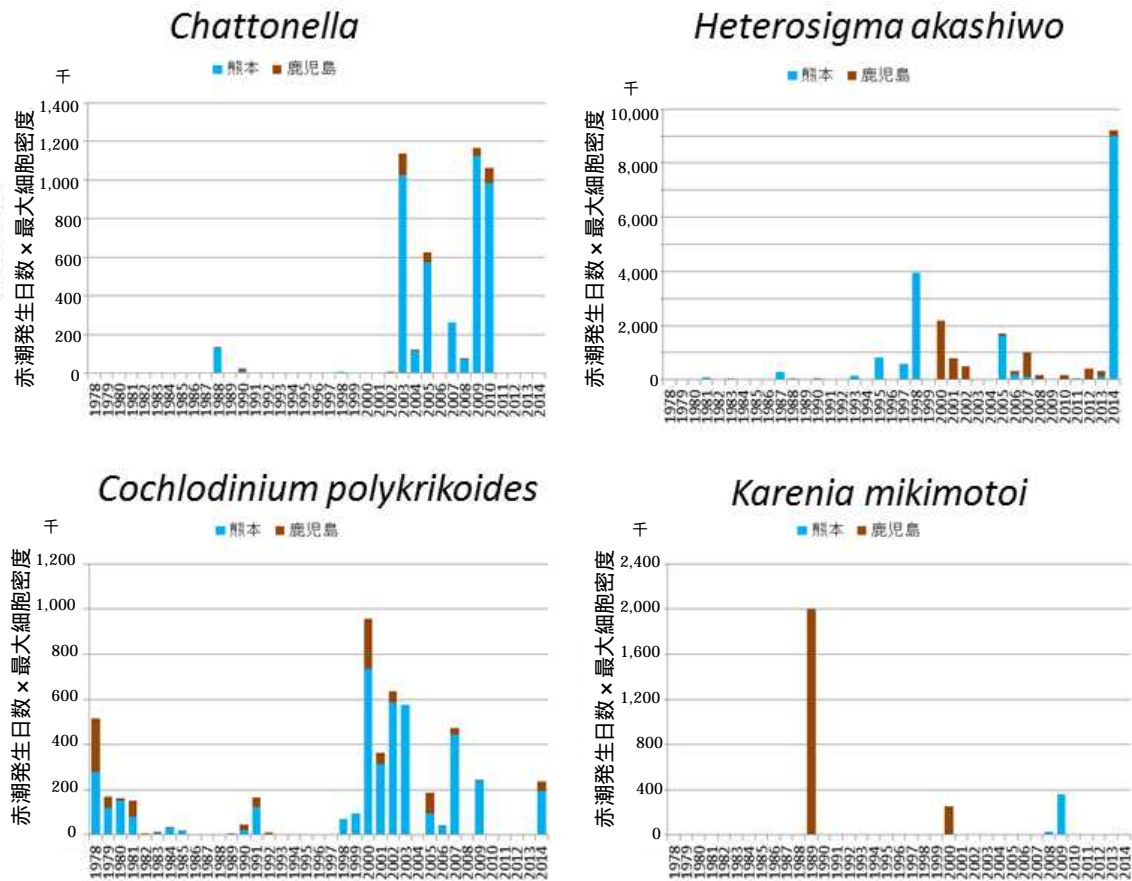 Chattonella
熊本 鹿児島
千
赤潮発生日数×最大細胞密度
1,400
1,200
1,000
800
600
400
200
0
1978 1979 1980 1981 1982 1983 1984 1985 1986 1987 1988 1989 1990 1991 1992 1993 1994 1995 1996 1997 1998 1999 2000 2001 2002 2003 2004 2005 2006 2007 2008 2009 2010 2011 2012 2013 2014
Heterosigma akashiwo
熊本 鹿児島
千
赤潮発生日数×最大細胞密度
10,000
8,000
6,000
4,000
2,000
0
1978 1979 1980 1981 1982 1983 1984 1985 1986 1987 1988 1989 1990 1991 1992 1993 1994 1995 1996 1997 1998 1999 2000 2001 2002 2003 2004 2005 2006 2007 2008 2009 2010 2011 2012 2013 2014
Cochlodinium polykrikoides
熊本 鹿児島
千
赤潮発生日数×最大細胞密度
1,200
1,000
800
600
400
200
0
1978 1979 1980 1981 1982 1983 1984 1985 1986 1987 1988 1989 1990 1991 1992 1993 1994 1995 1996 1997 1998 1999 2000 2001 2002 2003 2004 2005 2006 2007 2008 2009 2010 2011 2012 2013 2014
Karenia mikimotoi
熊本 鹿児島
千
赤潮発生日数×最大細胞密度
2,400
2,000
1,600
1,200
800
400
0
1978 1979 1980 1981 1982 1983 1984 1985 1986 1987 1988 1989 1990 1991 1992 1993 1994 1995 1996 1997 1998 1999 2000 2001 2002 2003 2004 2005 2006 2007 2008 2009 2010 2011 2012 2013 2014